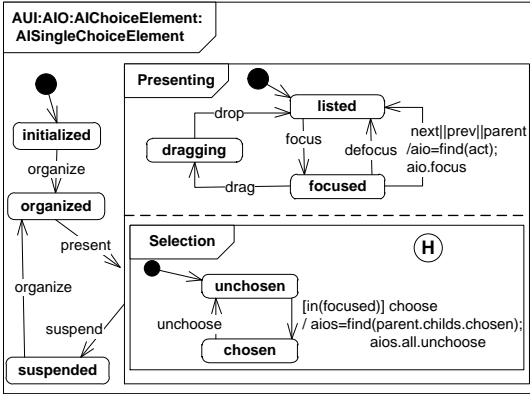 AUI:AIO:AIChoiceElement:
AISingleChoiceElement
Presenting
listed
initialized
drop
next||prev||parent
/aio=find(act);
aio.focus
dragging
focus
defocus
organize
drag
focused
organized
present
Selection
H
unchosen
organize
[in(focused)] choose
/ aios=find(parent.childs.chosen);
aios.all.unchoose
unchoose
suspend
chosen
suspended